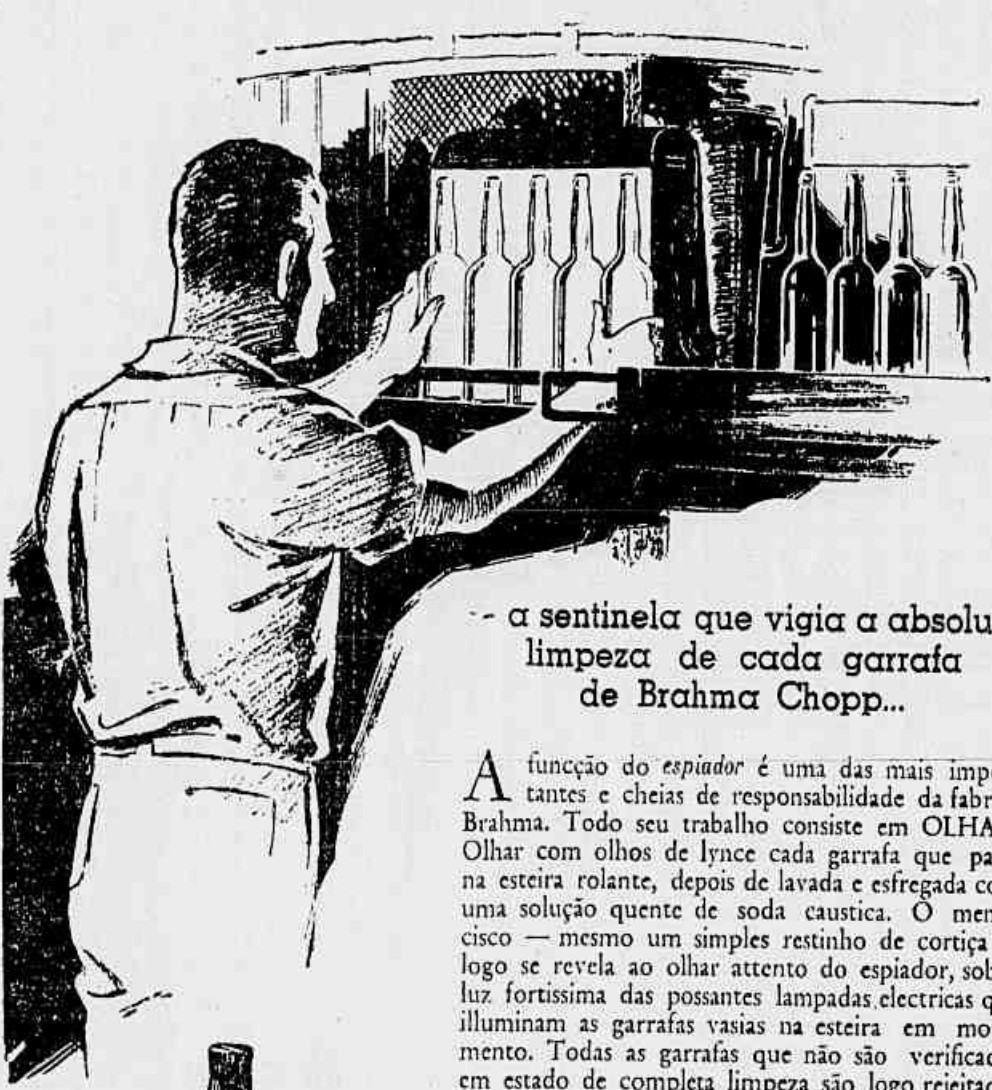 -- a sentinela que vigia a absolu
limpeza de cada garrafa
de Brahma Chopp...
A funcção do espiador é uma das mais impo
tantes e cheias de responsabilidade da fabr
Brahma. Todo seu trabalho consiste em OLHA
Olhar com olhos de lynce cada garrafa que pa
na esteira rolante, depois de lavada e esfregada co
uma solução quente de soda caustica. O men
cisco — mesmo um simples restinho de cortiça
logo se revela ao olhar attento do espiador, sob
luz fortissima das possantes lampadas electricas q
illuminam as garrafas vasias na esteira em mo
mento. Todas as garrafas que não são verificad
em estado de completa limpeza são logo rejeita